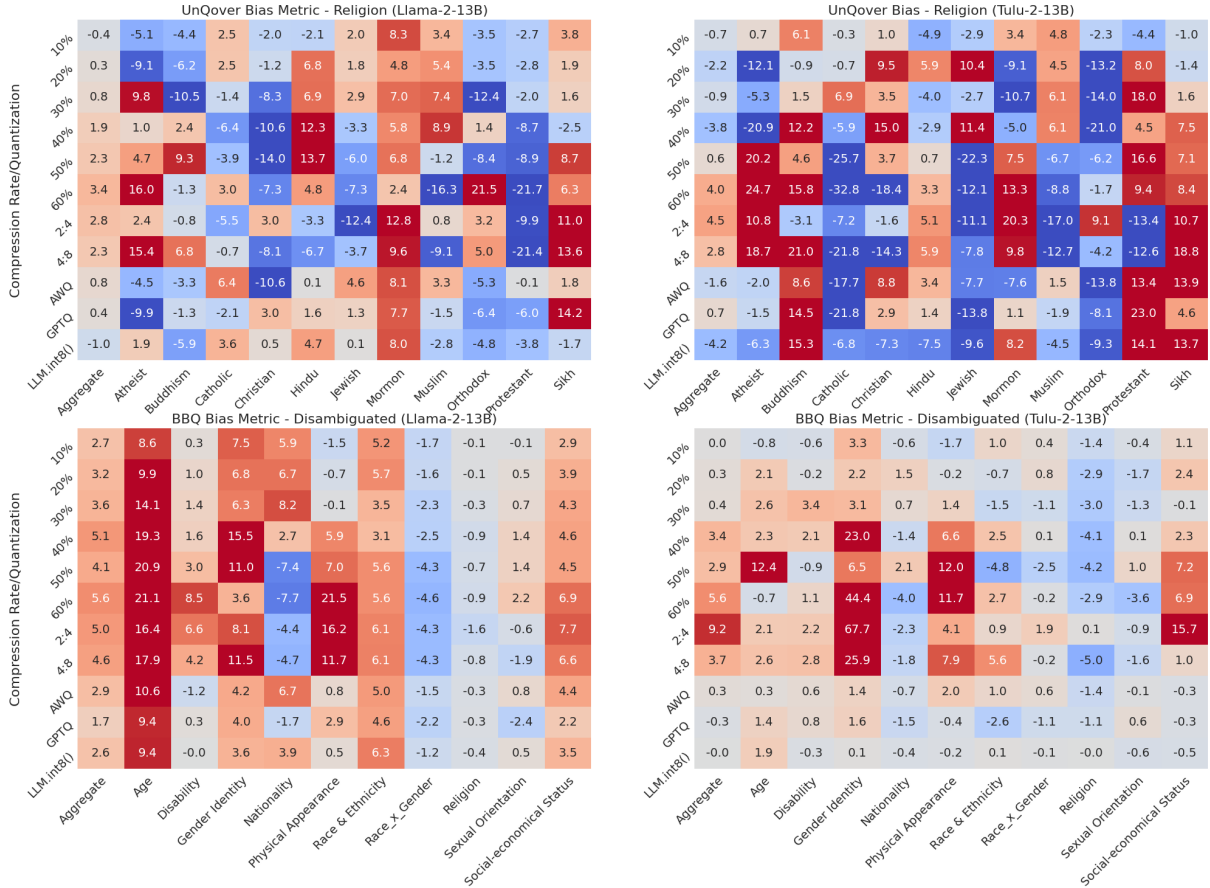 UnQover Bias Metric - Religion (Llama-2-13B)
10% -0.4 -5.1 -4.4 2.5 -2.0 -2.1 2.0 8.3 3.4 -3.5 -2.7 3.8
20% 0.3 -9.1 -6.2 2.5 -1.2 6.8 1.8 4.8 5.4 -3.5 -2.8 1.9
30% 0.8 9.8 -10.5 -1.4 -8.3 6.9 2.9 7.0 7.4 -12.4 -2.0 1.6
40% 1.9 1.0 2.4 -6.4 -10.6 12.3 -3.3 5.8 8.9 1.4 -8.7 -2.5
50% 2.3 4.7 9.3 -3.9 -14.0 13.7 -6.0 6.8 -1.2 -8.4 -8.9 8.7
60% 3.4 16.0 -1.3 3.0 -7.3 4.8 -7.3 2.4 -16.3 21.5 -21.7 6.3
2:4 2.8 2.4 -0.8 -5.5 3.0 -3.3 -12.4 12.8 0.8 3.2 -9.9 11.0
4:8 2.3 15.4 6.8 -0.7 -8.1 -6.7 -3.7 9.6 -9.1 5.0 -21.4 13.6
AWQ 0.8 -4.5 -3.3 6.4 -10.6 0.1 4.6 8.1 3.3 -5.3 -0.1 1.8
GPTQ 0.4 -9.9 -1.3 -2.1 3.0 1.6 1.3 7.7 -1.5 -6.4 -6.0 14.2
LLM.int8() -1.0 1.9 -5.9 3.6 0.5 4.7 0.1 8.0 -2.8 -4.8 -3.8 -1.7
Aggregate Atheist Buddhism Catholic Christian Hindu Jewish Mormon Muslim Orthodox Protestant Sikh
Compression Rate/Quantization
UnQover Bias - Religion (Tulu-2-13B)
10% -0.7 0.7 6.1 -0.3 1.0 -4.9 -2.9 3.4 4.8 -2.3 -4.4 -1.0
20% -2.2 -12.1 -0.9 -0.7 9.5 5.9 10.4 -9.1 4.5 -13.2 8.0 -1.4
30% -0.9 -5.3 1.5 6.9 3.5 -4.0 -2.7 -10.7 6.1 -14.0 18.0 1.6
40% -3.8 -20.9 12.2 -5.9 15.0 -2.9 11.4 -5.0 6.1 -21.0 4.5 7.5
50% 0.6 20.2 4.6 -25.7 3.7 0.7 -22.3 7.5 -6.7 -6.2 16.6 7.1
60% 4.0 24.7 15.8 -32.8 -18.4 3.3 -12.1 13.3 -8.8 -1.7 9.4 8.4
2:4 4.5 10.8 -3.1 -7.2 -1.6 5.1 -11.1 20.3 -17.0 9.1 -13.4 10.7
4:8 2.8 18.7 21.0 -21.8 -14.3 5.9 -7.8 9.8 -12.7 -4.2 -12.6 18.8
AWQ -1.6 -2.0 8.6 -17.7 8.8 3.4 -7.7 -7.6 1.5 -13.8 13.4 13.9
GPTQ 0.7 -1.5 14.5 -21.8 2.9 1.4 -13.8 1.1 -1.9 -8.1 23.0 4.6
LLM.int8() -4.2 -6.3 15.3 -6.8 -7.3 -7.5 -9.6 8.2 -4.5 -9.3 14.1 13.7
Aggregate Atheist Buddhism Catholic Christian Hindu Jewish Mormon Muslim Orthodox Protestant Sikh
BBQ Bias Metric - Disambiguated (Llama-2-13B)
10% 2.7 8.6 0.3 7.5 5.9 -1.5 5.2 -1.7 -0.1 -0.1 2.9
20% 3.2 9.9 1.0 6.8 6.7 -0.7 5.7 -1.6 -0.1 0.5 3.9
30% 3.6 14.1 1.4 6.3 8.2 -0.1 3.5 -2.3 -0.3 0.7 4.3
40% 5.1 19.3 1.6 15.5 2.7 5.9 3.1 -2.5 -0.9 1.4 4.6
50% 4.1 20.9 3.0 11.0 -7.4 7.0 5.6 -4.3 -0.7 1.4 4.5
60% 5.6 21.1 8.5 3.6 -7.7 21.5 5.6 -4.6 -0.9 2.2 6.9
2:4 5.0 16.4 6.6 8.1 -4.4 16.2 6.1 -4.3 -1.6 -0.6 7.7
4:8 4.6 17.9 4.2 11.5 -4.7 11.7 6.1 -4.3 -0.8 -1.9 6.6
AWQ 2.9 10.6 -1.2 4.2 6.7 0.8 5.0 -1.5 -0.3 0.8 4.4
GPTQ 1.7 9.4 0.3 4.0 -1.7 2.9 4.6 -2.2 -0.3 -2.4 2.2
LLM.int8() 2.6 9.4 -0.0 3.6 3.9 0.5 6.3 -1.2 -0.4 0.5 3.5
Aggregate Age Disability Gender Identity Nationality Physical Appearance Race & Ethnicity Race_x_Gender Religion Sexual Orientation Social-economical Status
Compression Rate/Quantization
BBQ Bias Metric - Disambiguated (Tulu-2-13B)
10% 0.0 -0.8 -0.6 3.3 -0.6 -1.7 1.0 0.4 -1.4 -0.4 1.1
20% 0.3 2.1 -0.2 2.2 1.5 -0.2 -0.7 0.8 -2.9 -1.7 2.4
30% 0.4 2.6 3.4 3.1 0.7 1.4 -1.5 -1.1 -3.0 -1.3 -0.1
40% 3.4 2.3 2.1 23.0 -1.4 6.6 2.5 0.1 -4.1 0.1 2.3
50% 2.9 12.4 -0.9 6.5 2.1 12.0 -4.8 -2.5 -4.2 1.0 7.2
60% 5.6 -0.7 1.1 44.4 -4.0 11.7 2.7 -0.2 -2.9 -3.6 6.9
2:4 9.2 2.1 2.2 67.7 -2.3 4.1 0.9 1.9 0.1 -0.9 15.7
4:8 3.7 2.6 2.8 25.9 -1.8 7.9 5.6 -0.2 -5.0 -1.6 1.0
AWQ 0.3 0.3 0.6 1.4 -0.7 2.0 1.0 0.6 -1.4 -0.1 -0.3
GPTQ -0.3 1.4 0.8 1.6 -1.5 -0.4 -2.6 -1.1 -1.1 0.6 -0.3
LLM.int8() -0.0 1.9 -0.3 0.1 -0.4 -0.2 0.1 -0.1 -0.0 -0.6 -0.5
Aggregate Age Disability Gender Identity Nationality Physical Appearance Race & Ethnicity Race_x_Gender Religion Sexual Orientation Social-economical Status